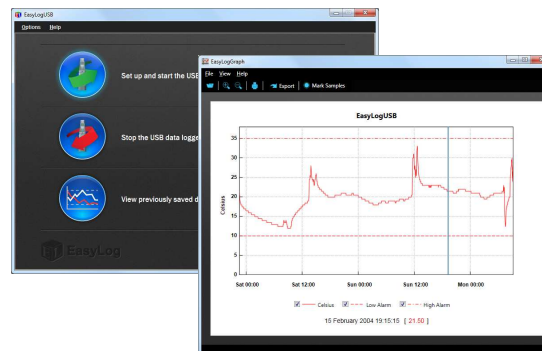 EasyLogUSB
Options Help
Set up and start the USB
Stop the USB data logge
View previously saved d
EasyLog
EasyLogGraph
File View Help
Export Mark Samples
EasyLogUSB
Celsius
35
30
25
20
15
10
5
0
Sat 00:00 Sat 12:00 Sun 00:00 Sun 12:00 Mon 00:00
Celsius Low Alarm High Alarm
15 February 2004 19:15:15 [ 21.50 ]